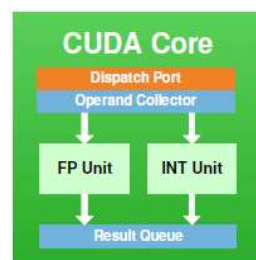 CUDA Core
Dispatch Port
Operand Collector
FP Unit
INT Unit
Result Queue